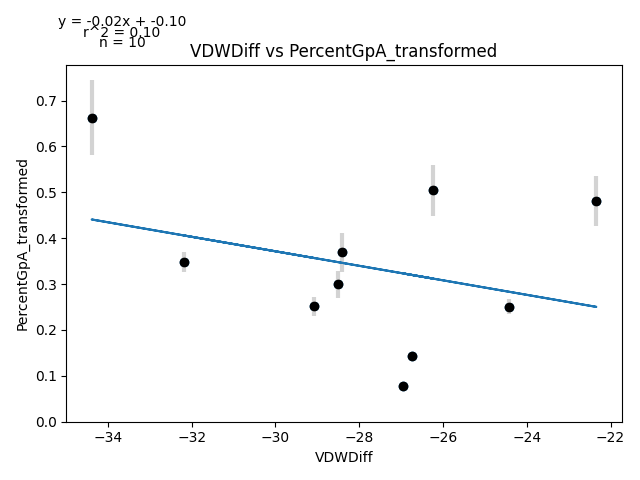 y = -0.02x + -0.10
r^2 = 0.10
n = 10
VDWDiff vs PercentGpA_transformed
PercentGpA_transformed
0.7
0.6
0.5
0.4
0.3
0.2
0.1
0.0
−34
−32
−30
−28
−26
−24
−22
VDWDiff